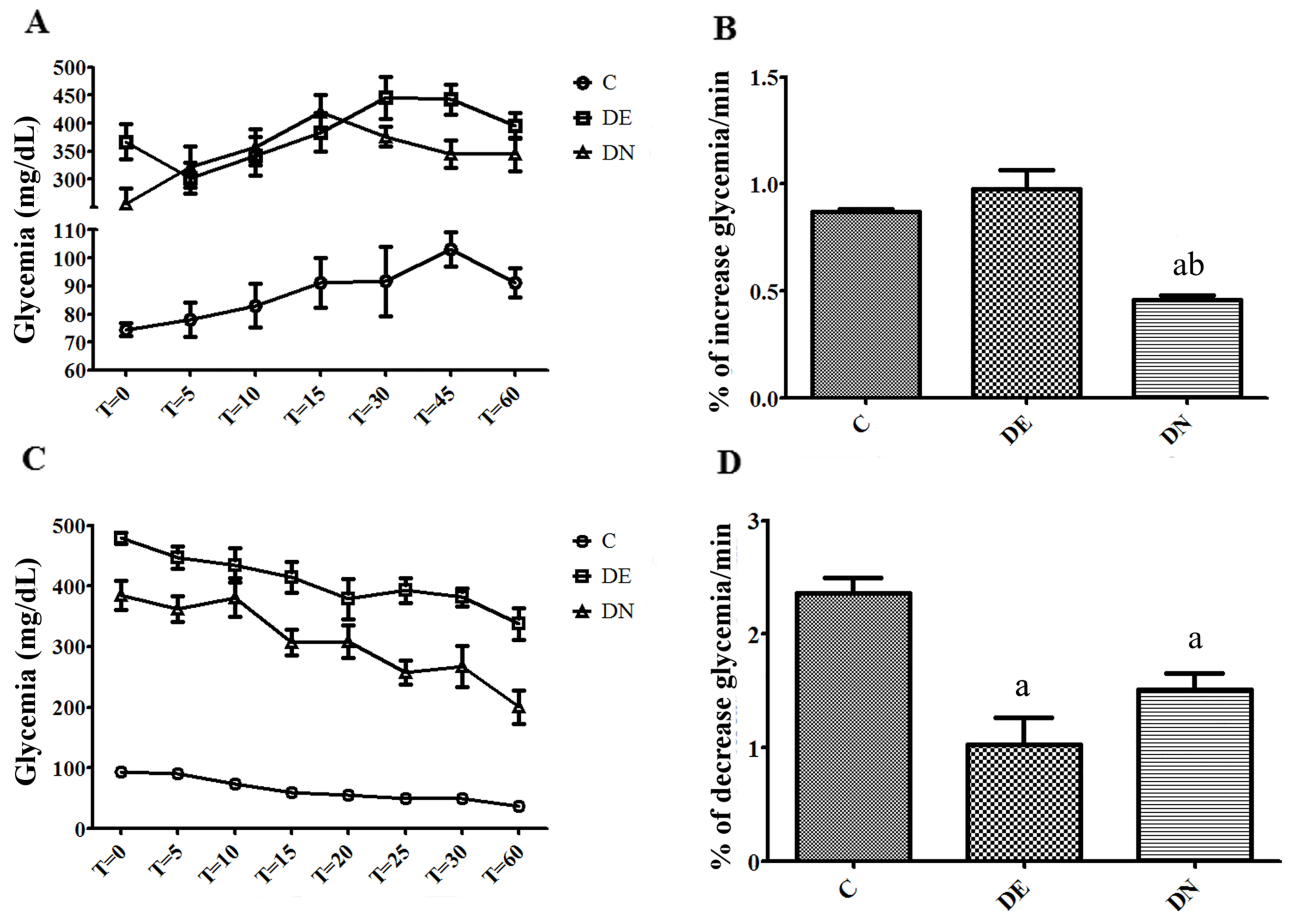 A
Glycemia (mg/dL)
500
450
400
350
300
110
100
90
80
70
60
T=0
T=5
T=10
T=15
T=30
T=45
T=60
C
DE
DN
B
% of increase glycemia/min
1.5
1.0
0.5
0.0
ab
C
DE
DN
C
Glycemia (mg/dL)
500
400
300
200
100
0
T=0
T=5
T=10
T=15
T=20
T=25
T=30
T=60
C
DE
DN
D
% of decrease glycemia/min
3
2
1
0
a
a
C
DE
DN